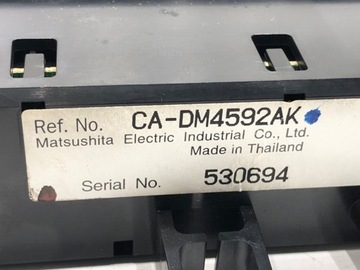 Ref. No. CA-DM4592AK
Matsushita Electric Industrial Co., Ltd.
Made in Thailand
Serial No. 530694